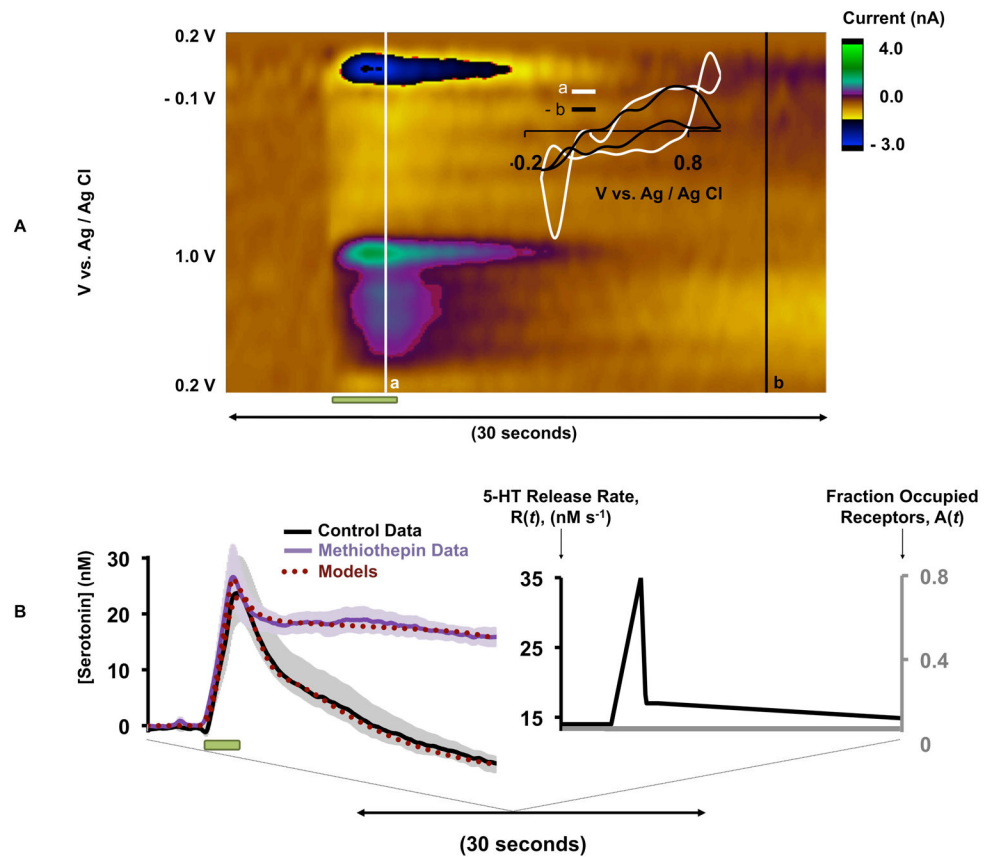 Current (nA)
0.2 V
4.0
a
- b
- 0.1 V
0.0
- 3.0
-0.2
0.8
V vs. Ag / Ag Cl
A
V vs. Ag / Ag Cl
1.0 V
0.2 V
a
b
(30 seconds)
5-HT Release Rate,
R(t), (nM s⁻¹)
Fraction Occupied
Receptors, A(t)
Control Data
Methiothepin Data
Models
B
[Serotonin] (nM)
30
20
10
0
35
25
15
0.8
0.4
0
(30 seconds)